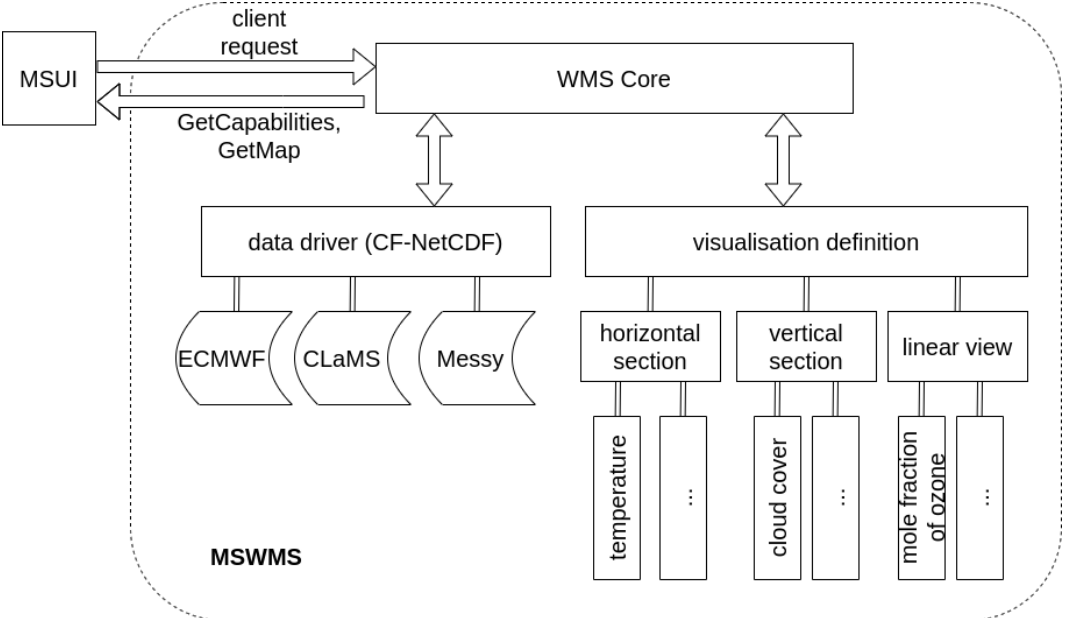 client
request
MSUI
WMS Core
GetCapabilities,
GetMap
data driver (CF-NetCDF)
visualisation definition
ECMWF
CLaMS
Messy
horizontal
section
vertical
section
linear view
temperature
...
cloud cover
...
mole fraction
of ozone
...
MSWMS